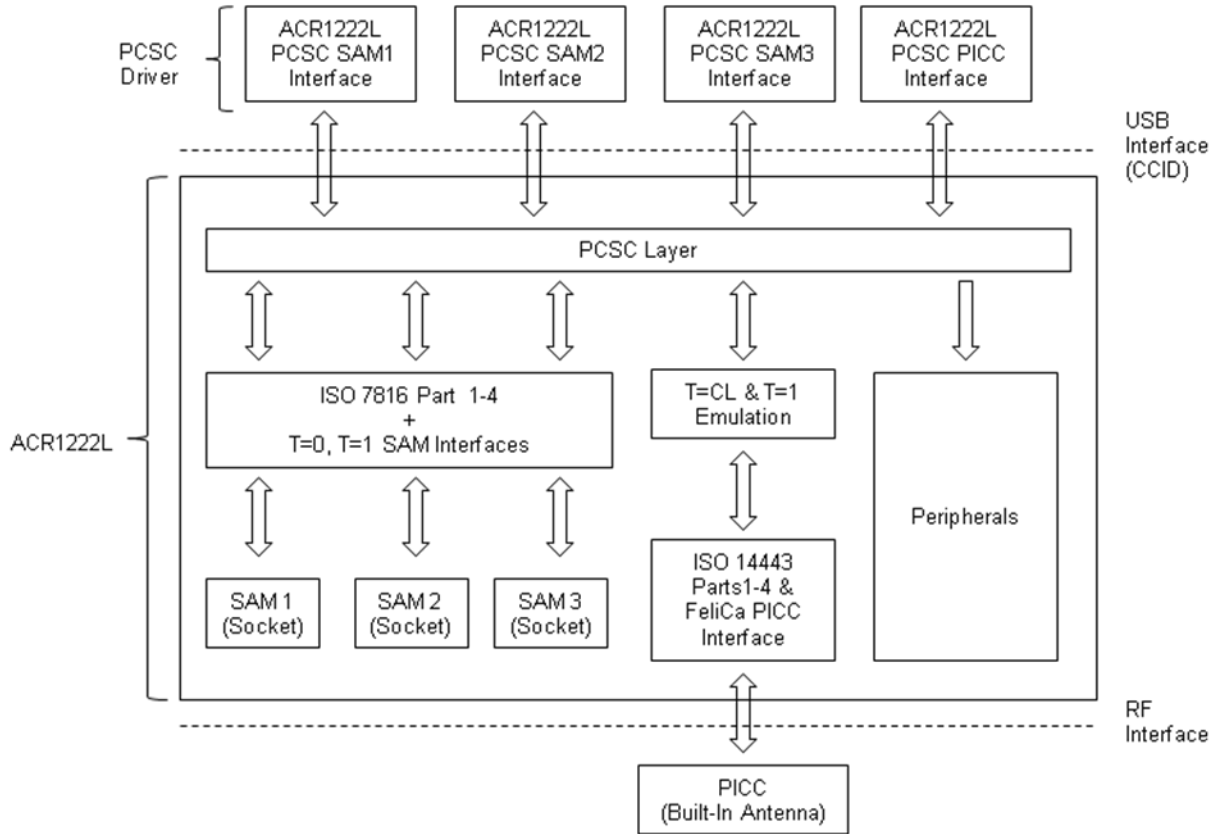 PCSC
Driver
ACR1222L
PCSC SAM1
Interface
ACR1222L
PCSC SAM2
Interface
ACR1222L
PCSC SAM3
Interface
ACR1222L
PCSC PICC
Interface
USB
Interface
(CCID)
ACR1222L
PCSC Layer
ISO 7816 Part 1-4
+
T=0, T=1 SAM Interfaces
T=CL & T=1
Emulation
Peripherals
SAM 1
(Socket)
SAM 2
(Socket)
SAM 3
(Socket)
ISO 14443
Parts1-4 &
FeliCa PICC
Interface
RF
Interface
PICC
(Built-In Antenna)